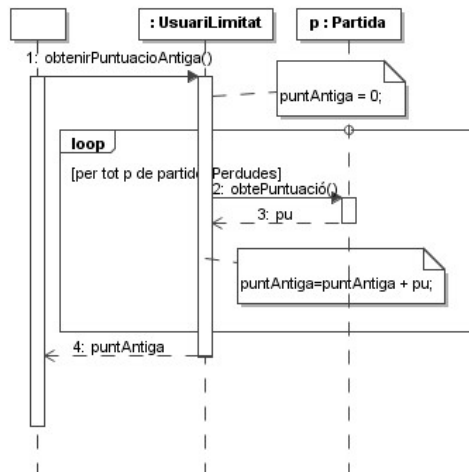 : UsuariLimitat
p : Partida
1: obtenirPuntuacioAntiga()
puntAntiga = 0;
loop
[per tot p de partides Perdudes]
2: obtePuntuació()
3: pu
puntAntiga=puntAntiga + pu;
4: puntAntiga